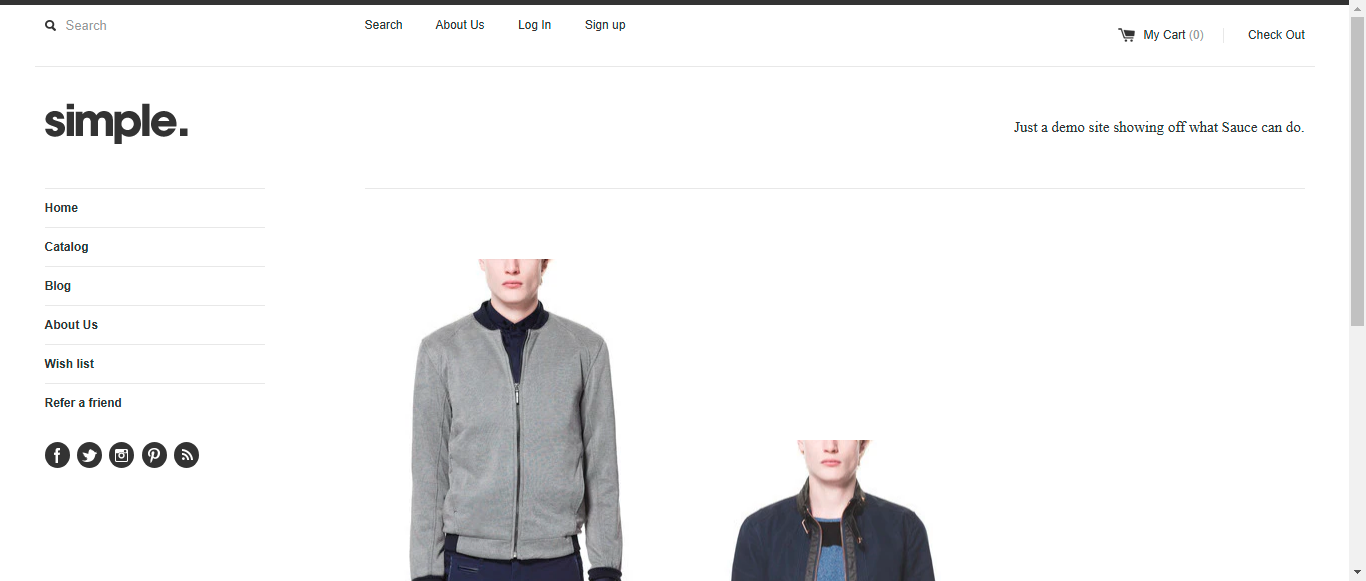 Search
Search About Us Log In Sign up
My Cart (0) Check Out
simple.
Just a demo site showing off what Sauce can do.
Home
Catalog
Blog
About Us
Wish list
Refer a friend